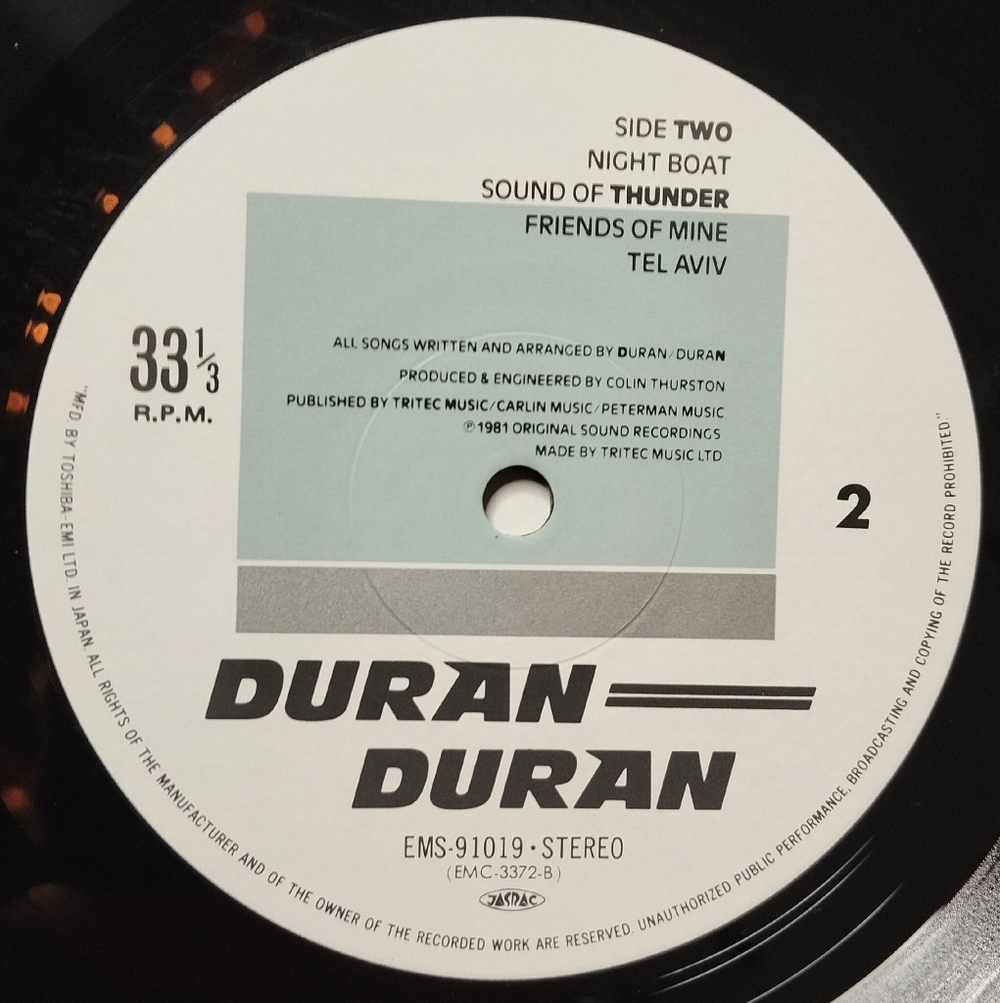 SIDE TWO
NIGHT BOAT
SOUND OF THUNDER
FRIENDS OF MINE
TEL AVIV
33 1/3
R.P.M.
ALL SONGS WRITTEN AND ARRANGED BY DURAN/DURAN
PRODUCED & ENGINEERED BY COLIN THURSTON
PUBLISHED BY TRITEC MUSIC/CARLIN MUSIC/PETERMAN MUSIC
℗1981 ORIGINAL SOUND RECORDINGS
MADE BY TRITEC MUSIC LTD
2
DURAN
DURAN
EMS-91019·STEREO
(EMC-3372-B)
JASRAC
"MFD. BY TOSHIBA-EMI LTD. IN JAPAN. ALL RIGHTS OF THE MANUFACTURER AND OF THE OWNER OF THE RECORDED WORK ARE RESERVED. UNAUTHORIZED PUBLIC PERFORMANCE, BROADCASTING AND COPYING OF THE RECORD PROHIBITED."